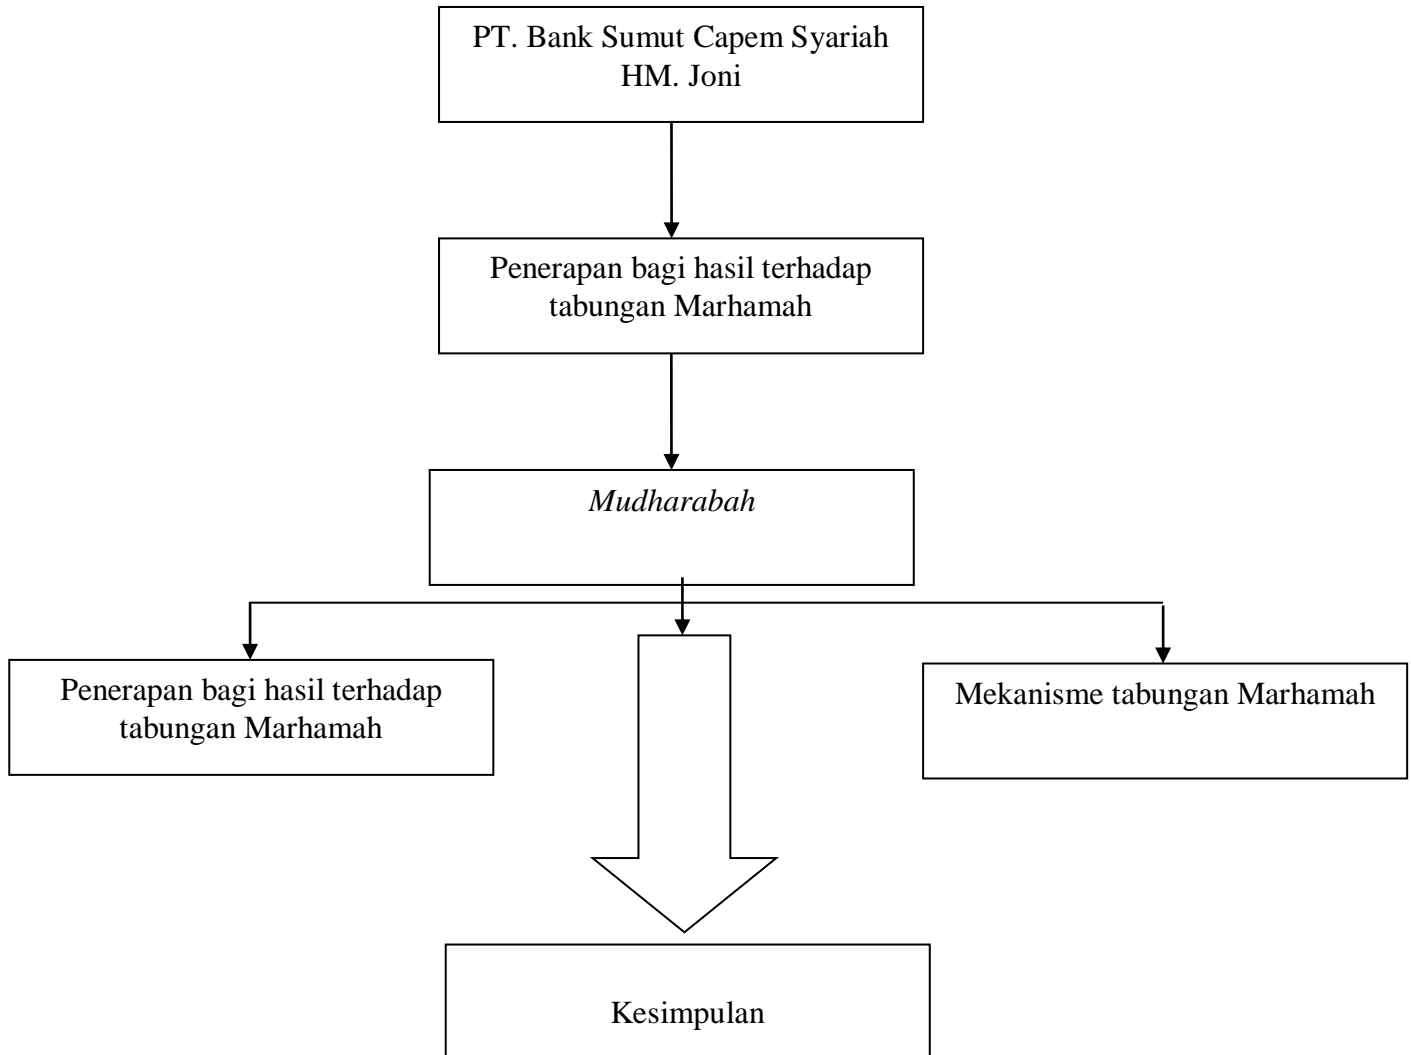 PT. Bank Sumut Capem Syariah
HM. Joni
Penerapan bagi hasil terhadap
tabungan Marhamah
Mudharabah
Penerapan bagi hasil terhadap
tabungan Marhamah
Mekanisme tabungan Marhamah
Kesimpulan